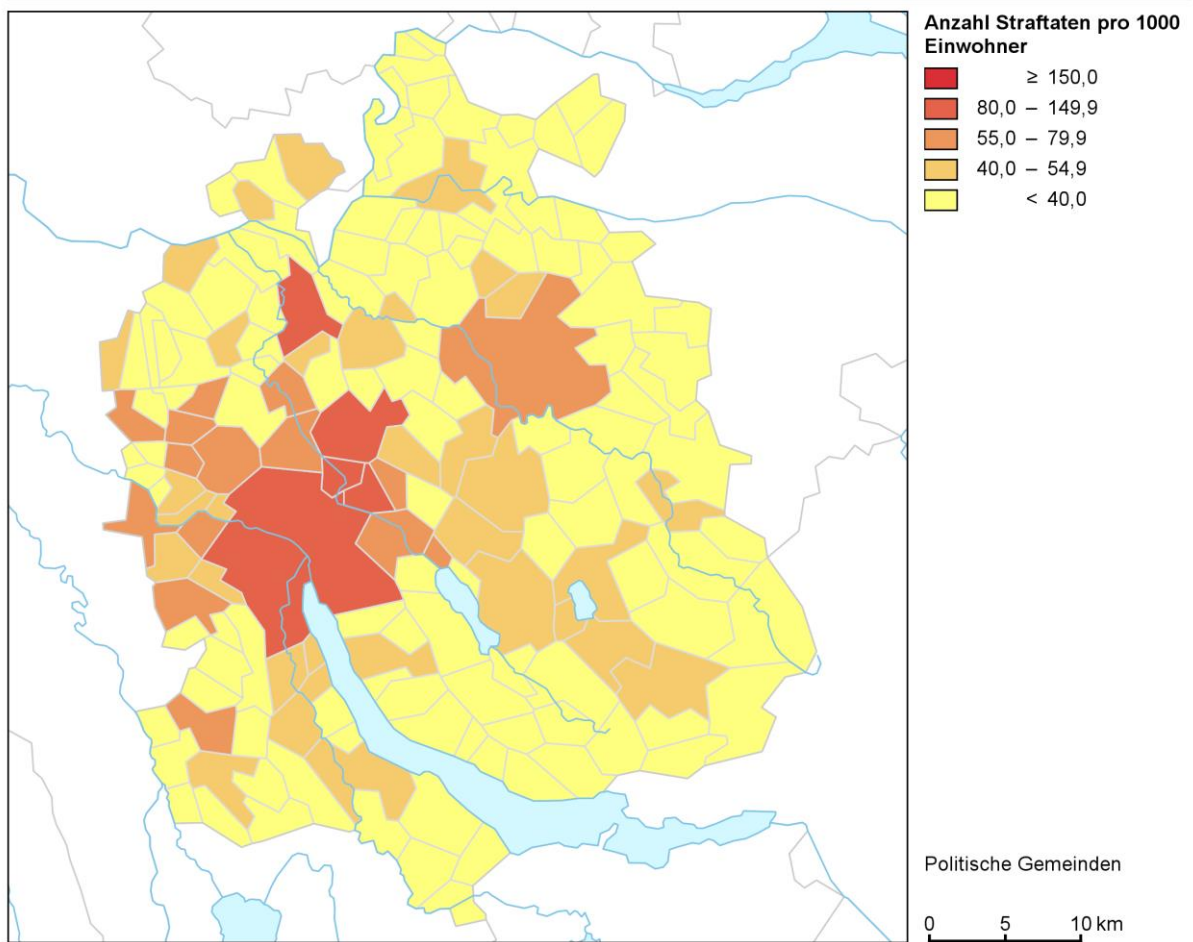 Anzahl Straftaten pro 1000
Einwohner
≥ 150,0
80,0 – 149,9
55,0 – 79,9
40,0 – 54,9
< 40,0
Politische Gemeinden
0 5 10 km